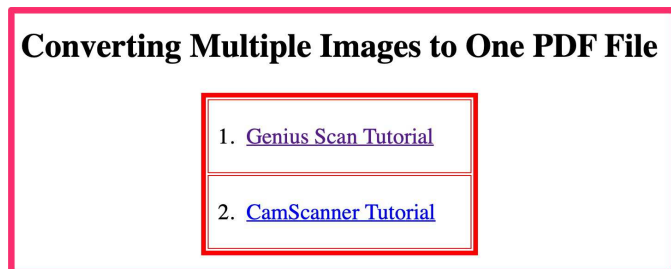 Converting Multiple Images to One PDF File
1. Genius Scan Tutorial
2. CamScanner Tutorial